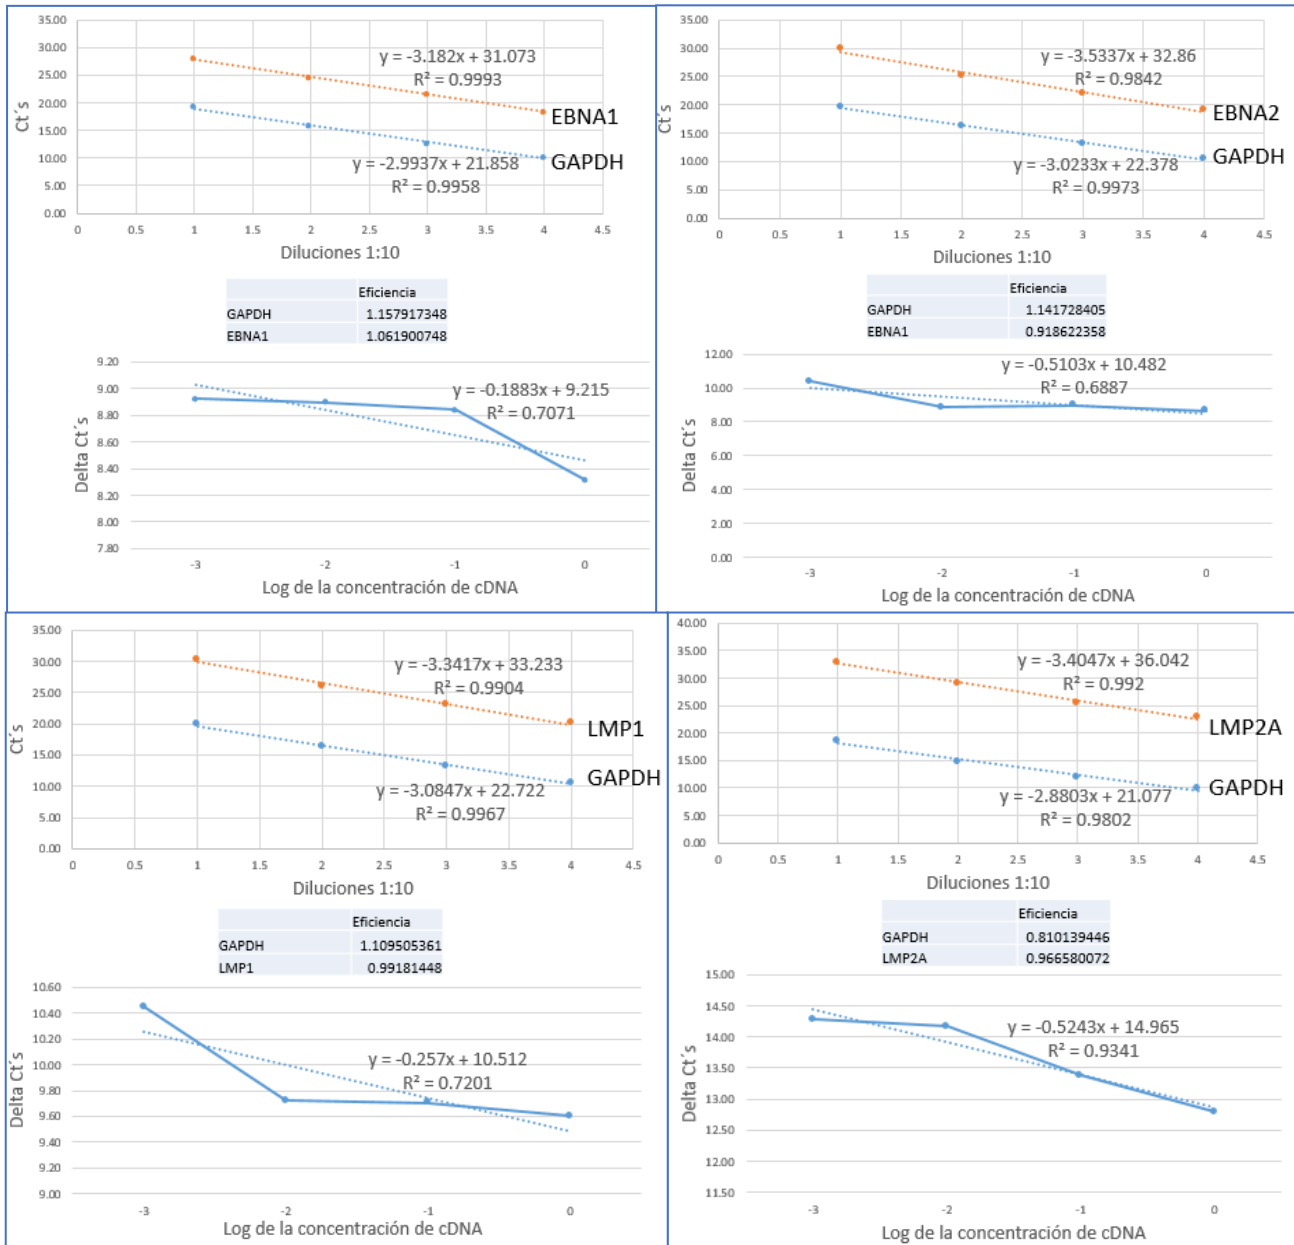 35.00
30.00
25.00
20.00
15.00
10.00
5.00
0.00
Ct´s
y = -3.182x + 31.073
R² = 0.9993
EBNA1
GAPDH
y = -2.9937x + 21.858
R² = 0.9958
0 0.5 1 1.5 2 2.5 3 3.5 4 4.5
Diluciones 1:10
Eficiencia
GAPDH 1.157917348
EBNA1 1.061900748
9.20
9.00
8.80
8.60
8.40
8.20
8.00
7.80
Delta Ct´s
y = -0.1883x + 9.215
R² = 0.7071
-3 -2 -1 0
Log de la concentración de cDNA
35.00
30.00
25.00
20.00
15.00
10.00
5.00
0.00
Ct´s
y = -3.5337x + 32.86
R² = 0.9842
EBNA2
GAPDH
y = -3.0233x + 22.378
R² = 0.9973
0 0.5 1 1.5 2 2.5 3 3.5 4 4.5
Diluciones 1:10
Eficiencia
GAPDH 1.141728405
EBNA1 0.918622358
12.00
10.00
8.00
6.00
4.00
2.00
0.00
Delta Ct´s
y = -0.5103x + 10.482
R² = 0.6887
-3 -2 -1 0
Log de la concentración de cDNA
35.00
30.00
25.00
20.00
15.00
10.00
5.00
0.00
Ct´s
y = -3.3417x + 33.233
R² = 0.9904
LMP1
GAPDH
y = -3.0847x + 22.722
R² = 0.9967
0 0.5 1 1.5 2 2.5 3 3.5 4 4.5
Diluciones 1:10
Eficiencia
GAPDH 1.109505361
LMP1 0.99181448
10.60
10.40
10.20
10.00
9.80
9.60
9.40
9.20
9.00
Delta Ct´s
y = -0.257x + 10.512
R² = 0.7201
-3 -2 -1 0
Log de la concentración de cDNA
40.00
35.00
30.00
25.00
20.00
15.00
10.00
5.00
0.00
Ct´s
y = -3.4047x + 36.042
R² = 0.992
LMP2A
GAPDH
y = -2.8803x + 21.077
R² = 0.9802
0 0.5 1 1.5 2 2.5 3 3.5 4 4.5
Diluciones 1:10
Eficiencia
GAPDH 0.810139446
LMP2A 0.966580072
15.00
14.50
14.00
13.50
13.00
12.50
12.00
11.50
Delta Ct´s
y = -0.5243x + 14.965
R² = 0.9341
-3 -2 -1 0
Log de la concentración de cDNA